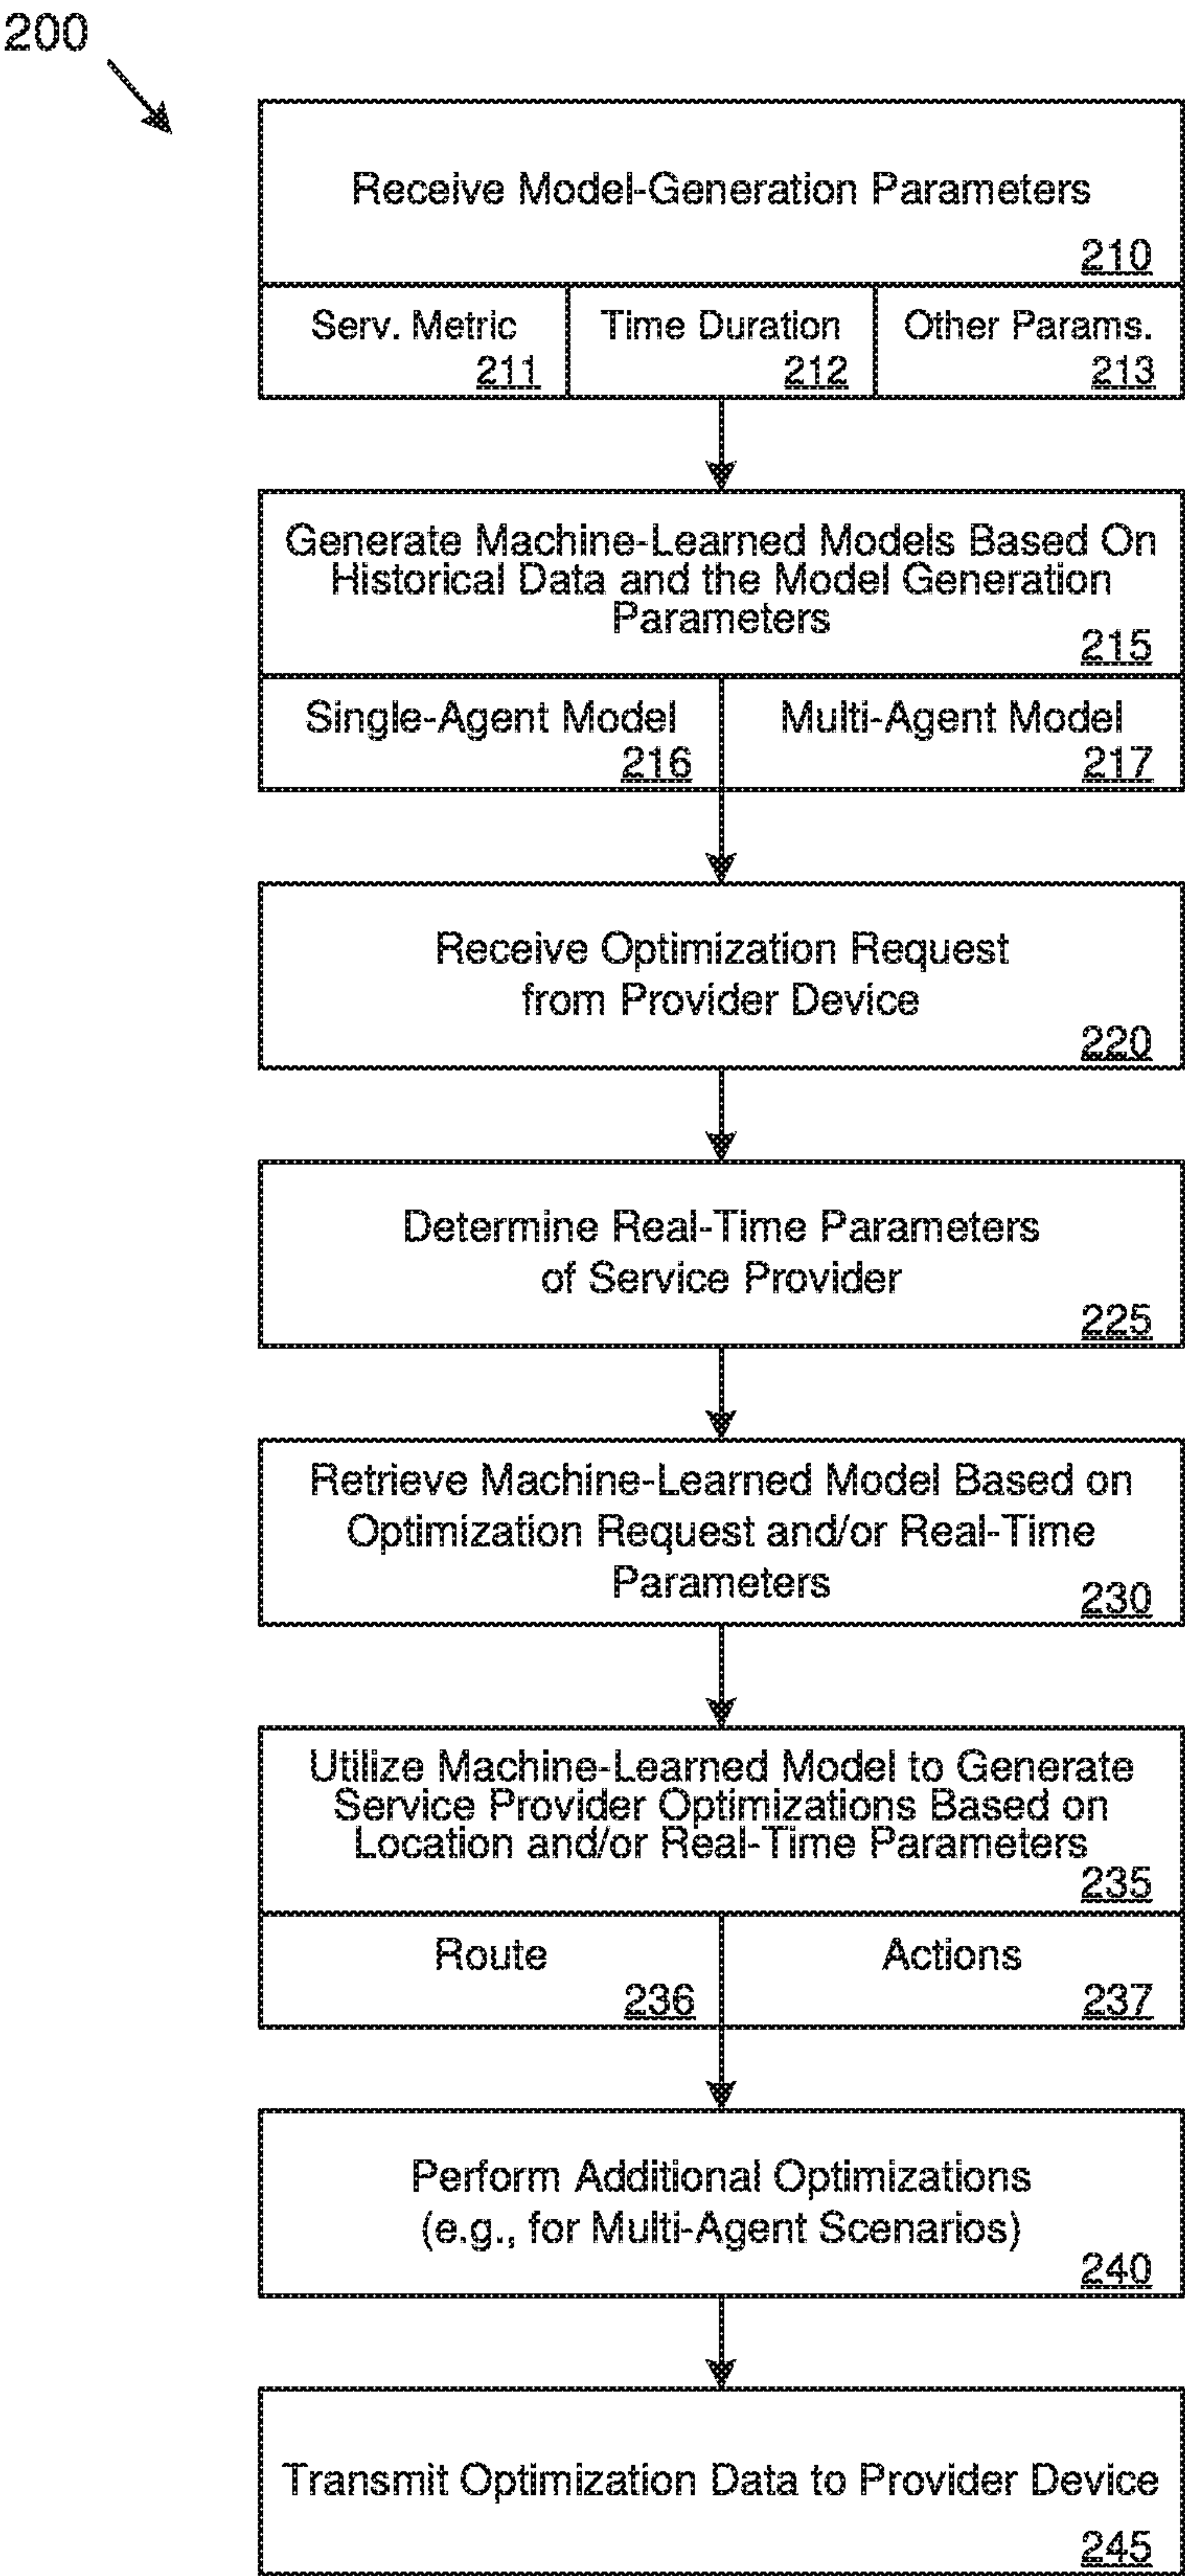 200
Receive Model-Generation Parameters
210
Serv. Metric
211
Time Duration
212
Other Params.
213
Generate Machine-Learned Models Based On
Historical Data and the Model Generation
Parameters
215
Single-Agent Model
216
Multi-Agent Model
217
Receive Optimization Request
from Provider Device
220
Determine Real-Time Parameters
of Service Provider
225
Retrieve Machine-Learned Model Based on
Optimization Request and/or Real-Time
Parameters
230
Utilize Machine-Learned Model to Generate
Service Provider Optimizations Based on
Location and/or Real-Time Parameters
235
Route
236
Actions
237
Perform Additional Optimizations
(e.g., for Multi-Agent Scenarios)
240
Transmit Optimization Data to Provider Device
245